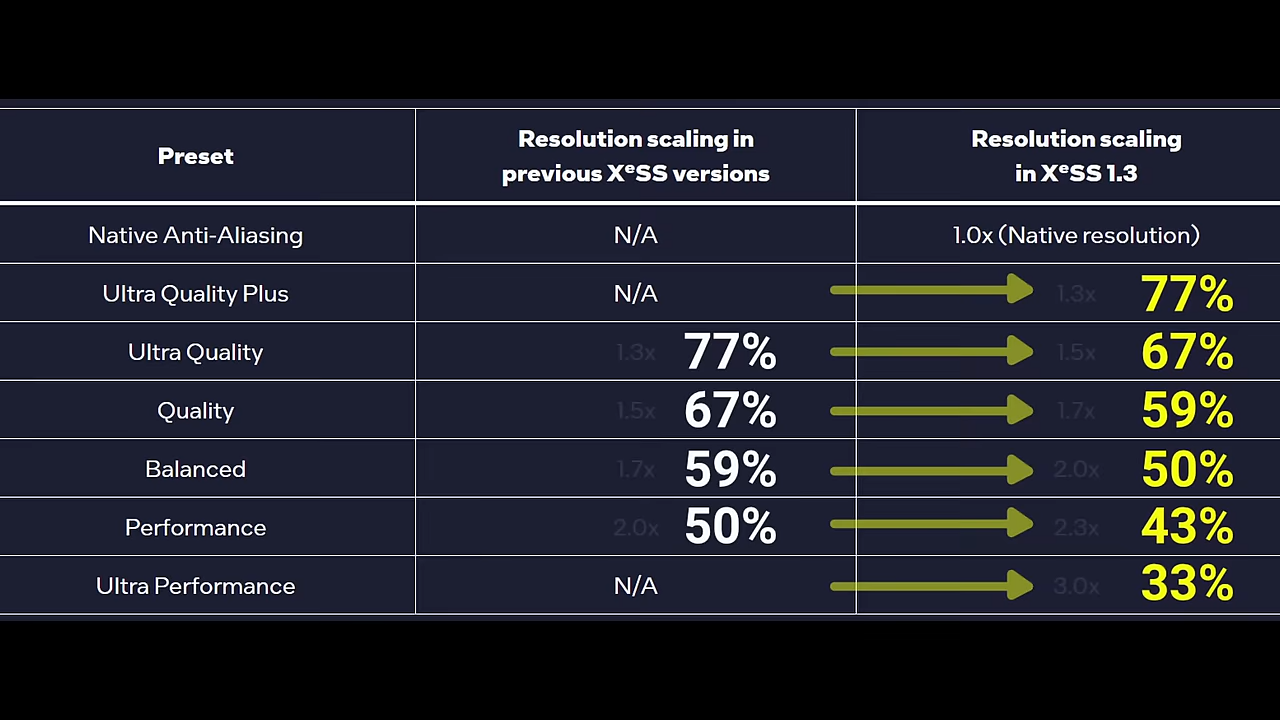 Preset
Resolution scaling in
previous XᵉSS versions
Resolution scaling
in XᵉSS 1.3
Native Anti-Aliasing
N/A
1.0x (Native resolution)
Ultra Quality Plus
N/A
1.3x
77%
Ultra Quality
1.3x
77%
1.5x
67%
Quality
1.5x
67%
1.7x
59%
Balanced
1.7x
59%
2.0x
50%
Performance
2.0x
50%
2.3x
43%
Ultra Performance
N/A
3.0x
33%